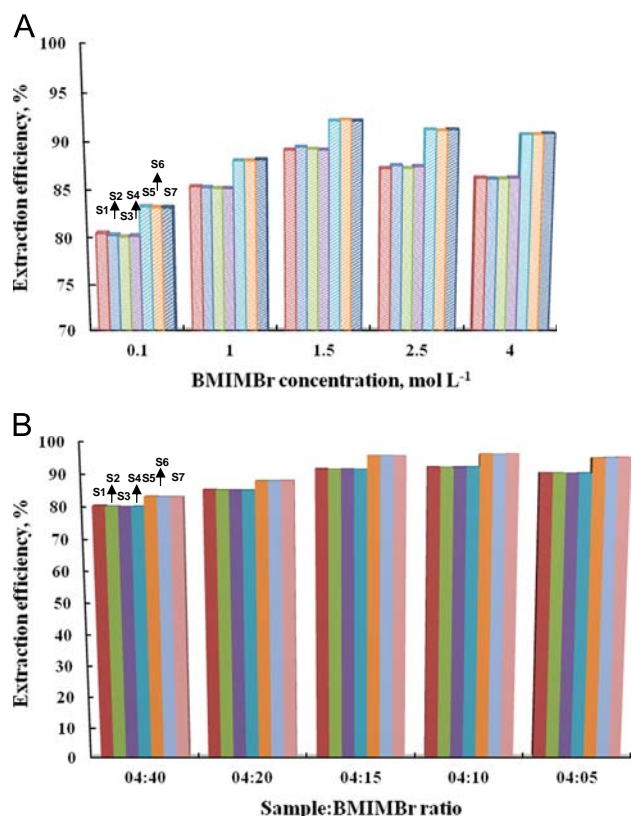 A
100
95
90
85
80
75
70
Extraction efficiency, %
S6
S2 S4 S5 S7
S1 S3
0.1 1 1.5 2.5 4
BMIMBr concentration, mol L⁻¹
B
100
90
80
70
60
50
40
30
20
10
0
Extraction efficiency, %
S6
S2 S4 S5 S7
S1 S3
04:40 04:20 04:15 04:10 04:05
Sample:BMIMBr ratio